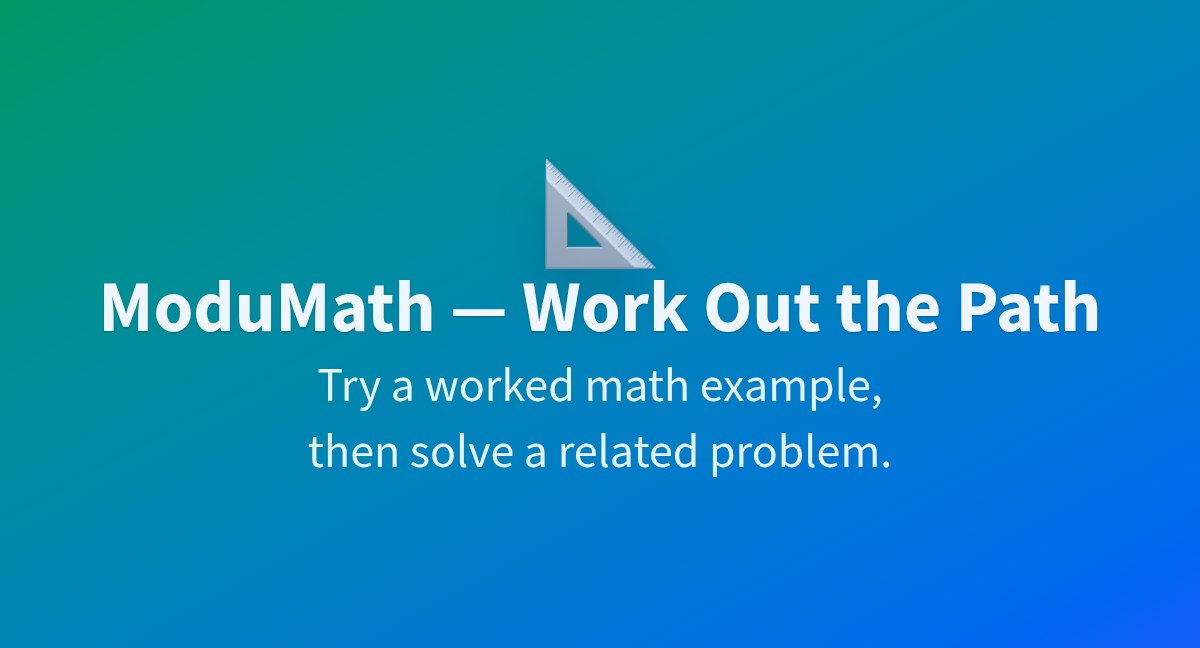 ModuMath — Work Out the Path
Try a worked math example,
then solve a related problem.